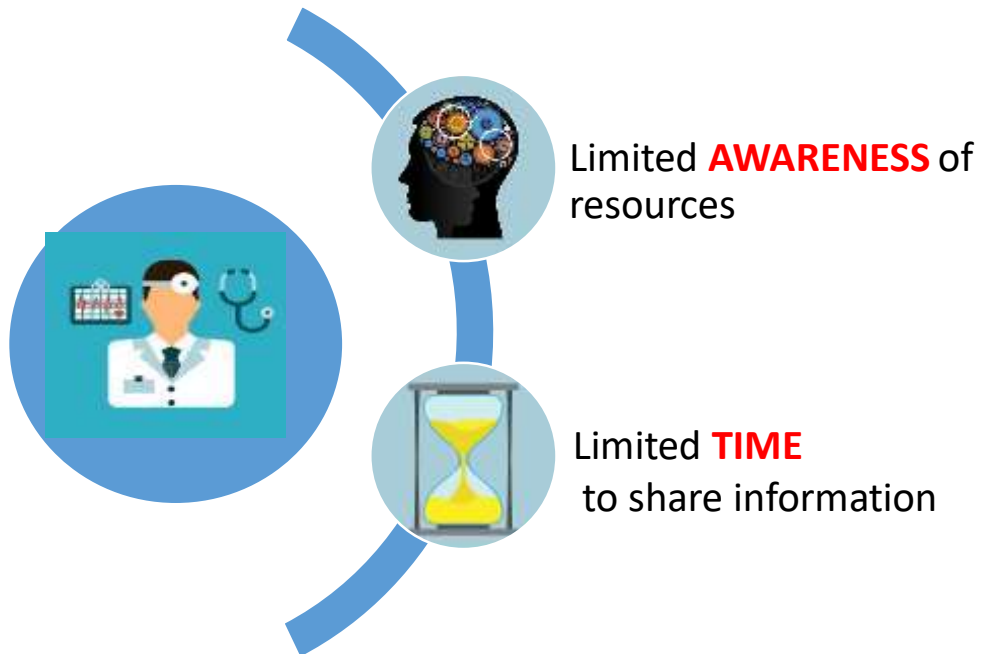 Limited AWARENESS of
resources
Limited TIME
to share information